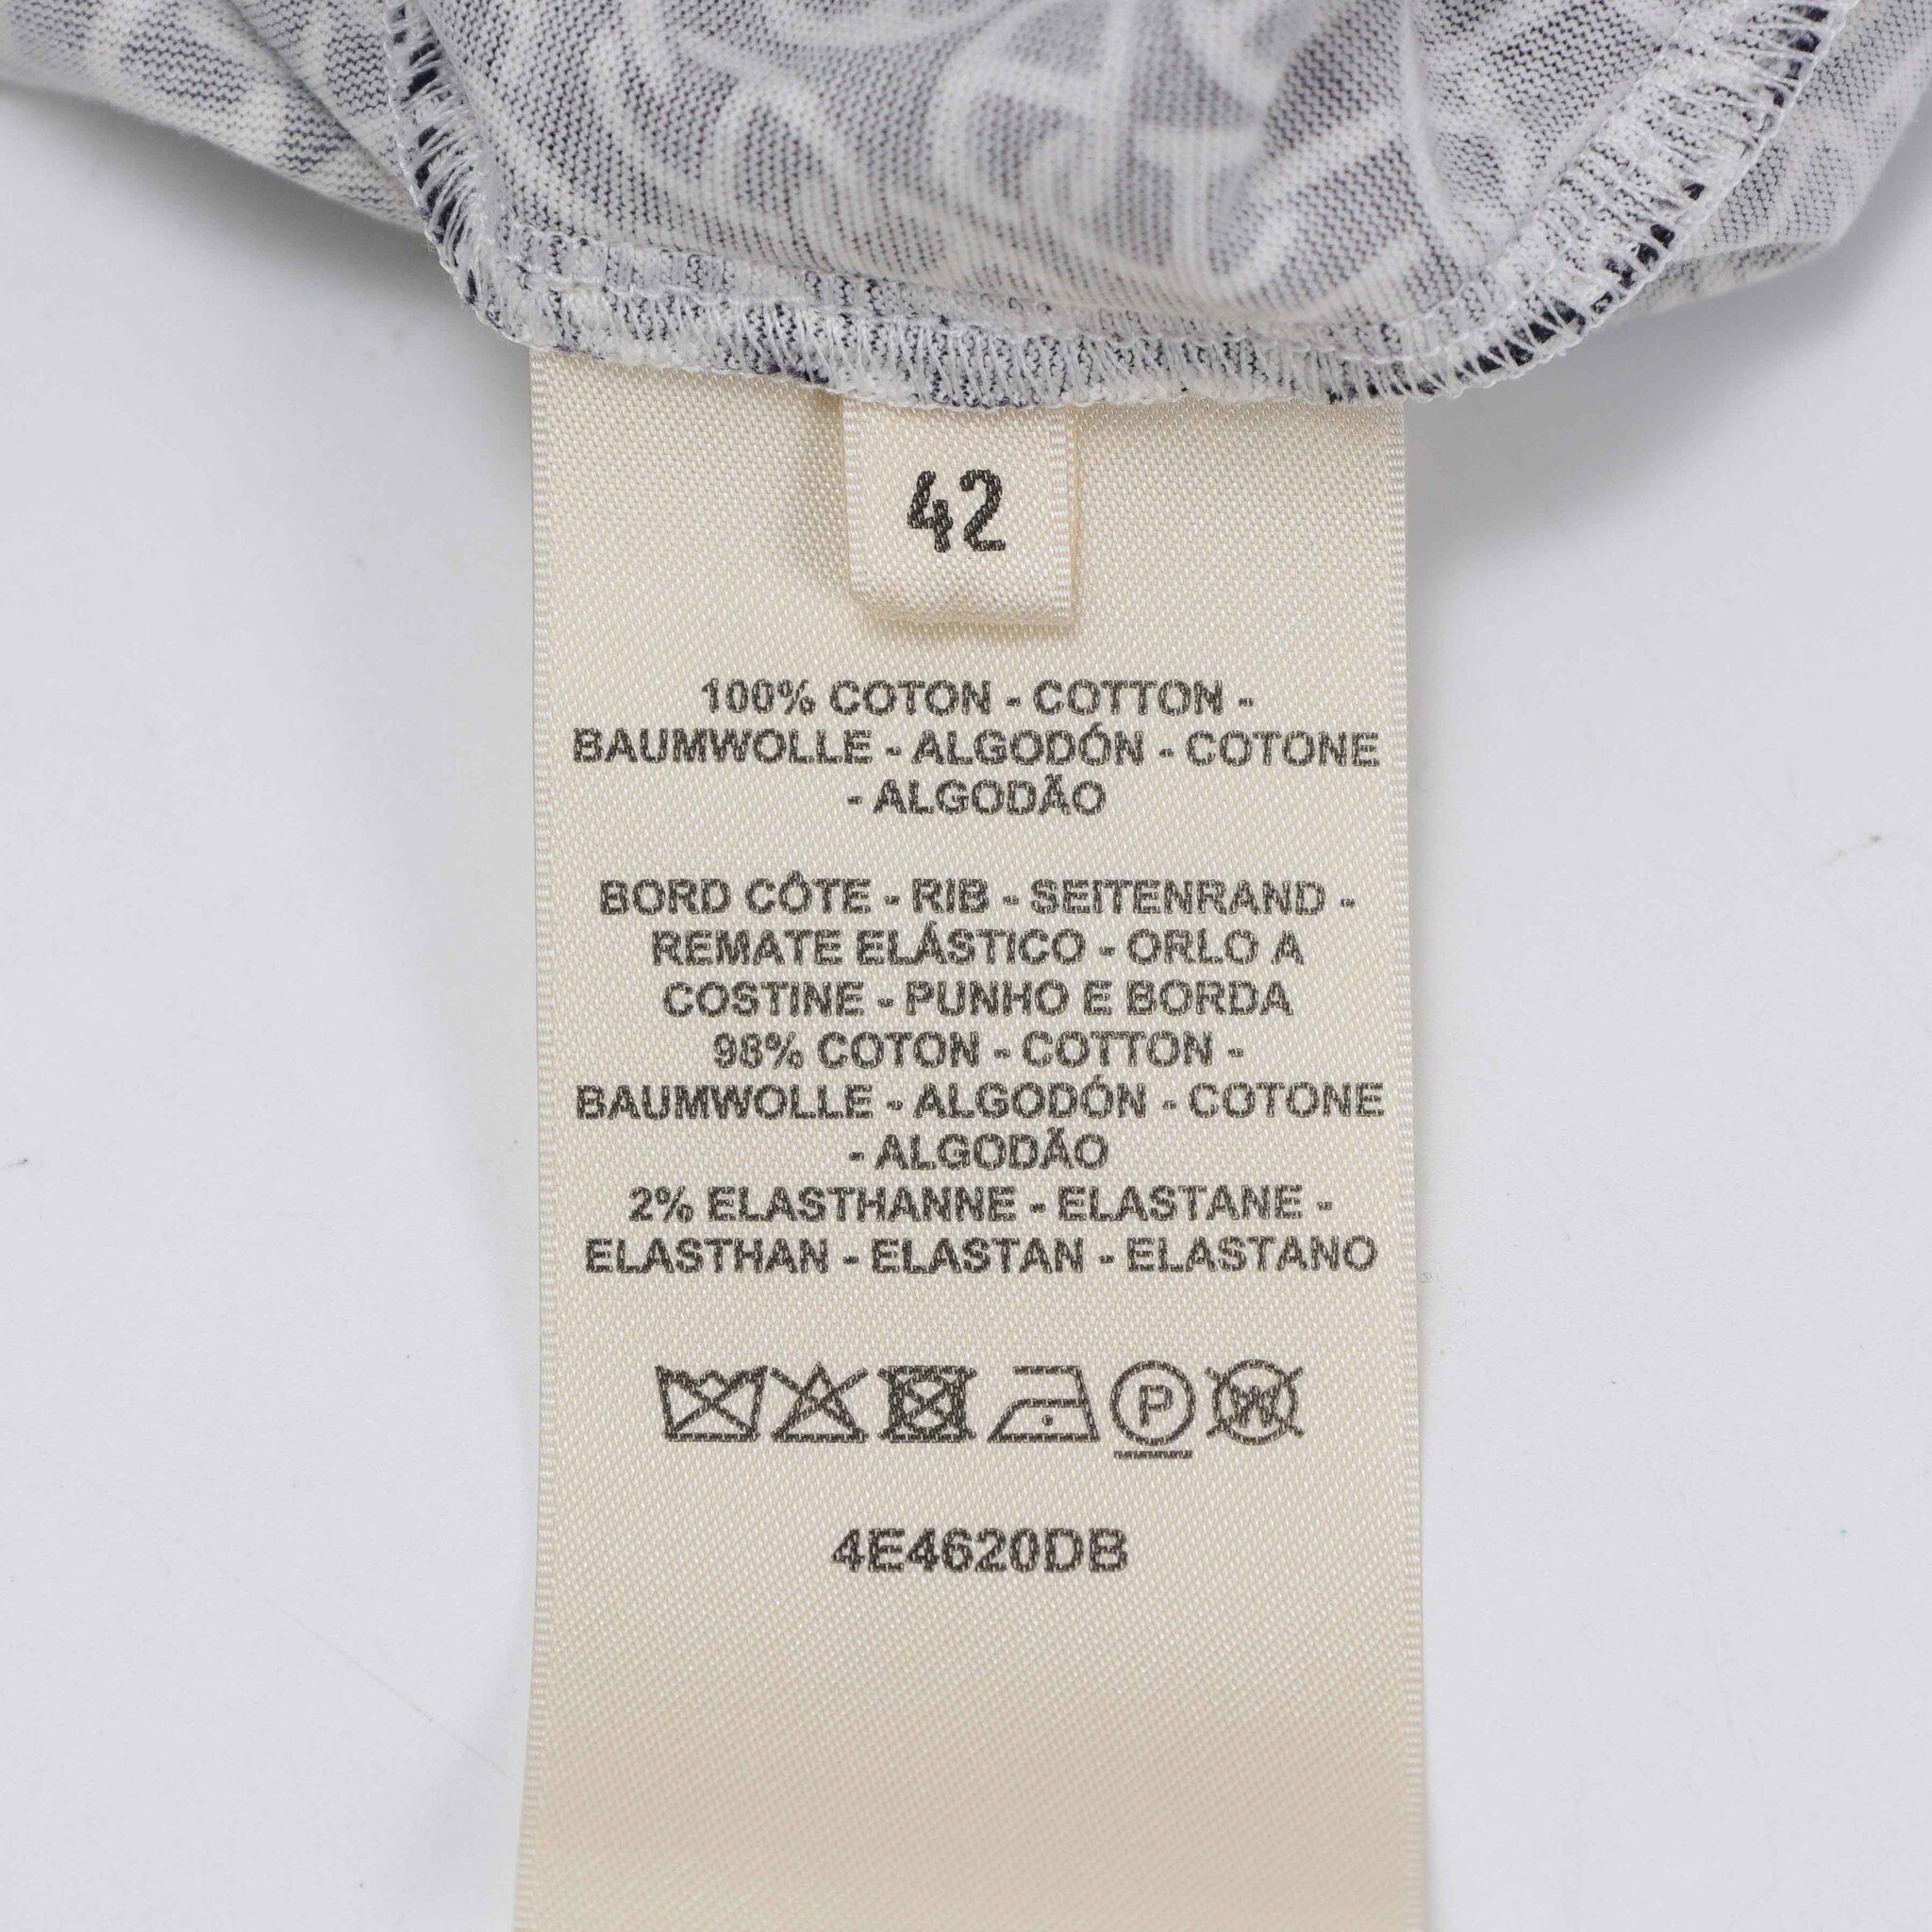 42
100% COTON - COTTON -
BAUMWOLLE - ALGODÓN - COTONE
- ALGODÃO
BORD CÔTE - RIB - SEITENRAND -
REMATE ELÁSTICO - ORLO A
COSTINE - PUNHO E BORDA
98% COTON - COTTON -
BAUMWOLLE - ALGODÓN - COTONE
- ALGODÃO
2% ELASTHANNE - ELASTANE -
ELASTHAN - ELASTAN - ELASTANO
P W
4E4620DB